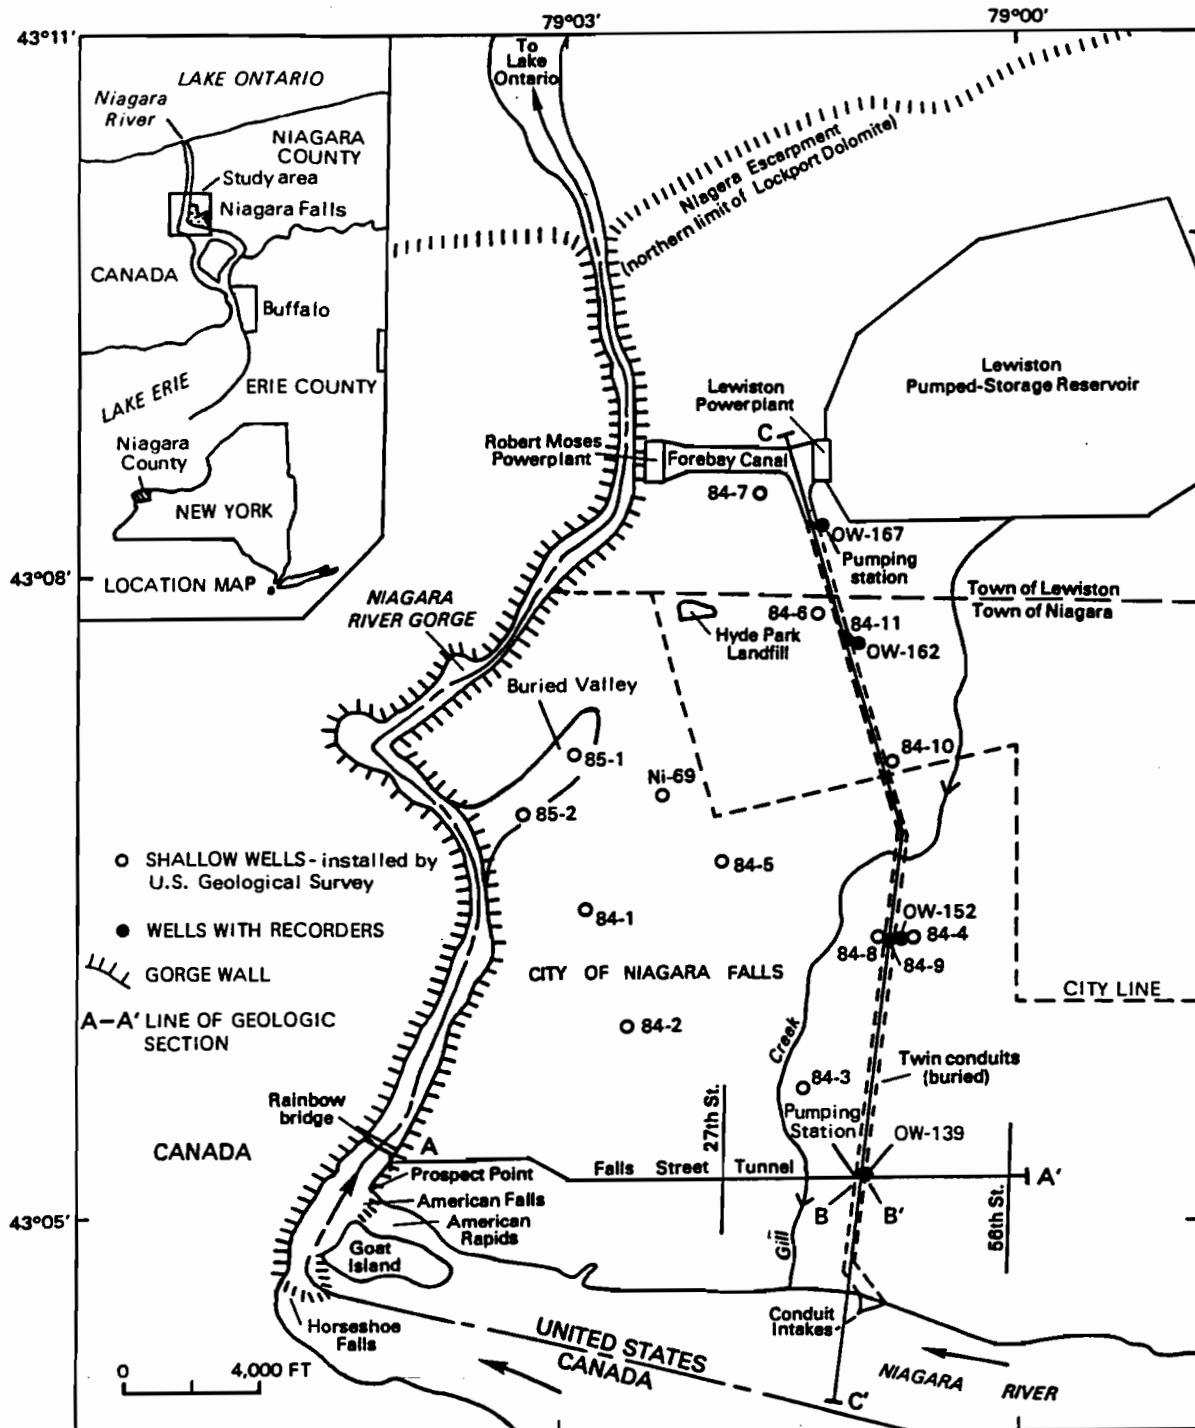 79°03'
79°00'
43°11'
To
Lake
Ontario
LAKE ONTARIO
Niagara
River
NIAGARA
COUNTY
Study area
Niagara Falls
CANADA
Buffalo
LAKE ERIE
ERIE COUNTY
Niagara
County
NEW YORK
LOCATION MAP
Niagera Escarpment
(northern limit of Lockport Dolomite)
Lewiston
Pumped-Storage Reservoir
Lewiston
Powerplant
C
Robert Moses
Powerplant
Forebay Canal
84-7
OW-167
Pumping
station
43°08'
Town of Lewiston
Town of Niagara
NIAGARA
RIVER GORGE
84-6
84-11
Hyde Park
Landfill
OW-162
Buried Valley
85-1
84-10
Ni-69
85-2
84-5
SHALLOW WELLS - installed by
U.S. Geological Survey
84-1
OW-152
WELLS WITH RECORDERS
84-8
84-4
84-9
GORGE WALL
CITY OF NIAGARA FALLS
CITY LINE
A-A' LINE OF GEOLOGIC
SECTION
84-2
Creek
Twin conduits
(buried)
84-3
Rainbow
bridge
27th St.
Pumping
Station
OW-139
CANADA
A
Falls Street Tunnel
A'
Prospect Point
American Falls
American
Rapids
B
B'
56th St.
43°05'
Gill
Goat
Island
Conduit
Intakes
Horseshoe
Falls
UNITED STATES
CANADA
0 4,000 FT
NIAGARA RIVER
C'